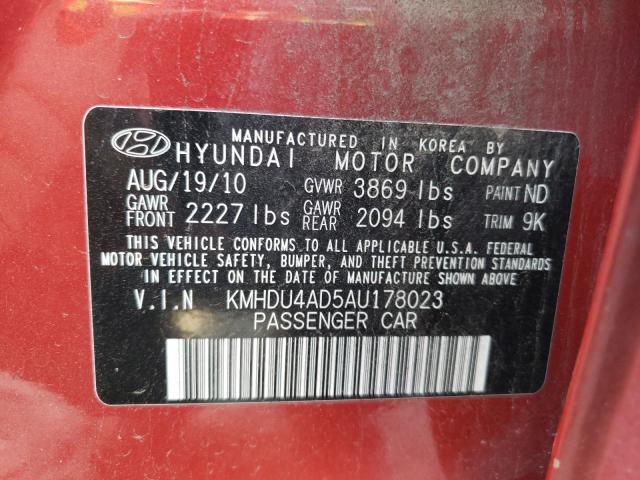 MANUFACTURED IN KOREA BY
HYUNDAI MOTOR COMPANY
AUG/19/10 GVWR 3869 lbs PAINT ND
GAWR FRONT 2227 lbs GAWR REAR 2094 lbs TRIM 9K
THIS VEHICLE CONFORMS TO ALL APPLICABLE U.S.A. FEDERAL
MOTOR VEHICLE SAFETY, BUMPER, AND THEFT PREVENTION STANDARDS
IN EFFECT ON THE DATE OF MANUFACTURE SHOWN ABOVE
V.I.N KMHDU4AD5AU178023
PASSENGER CAR